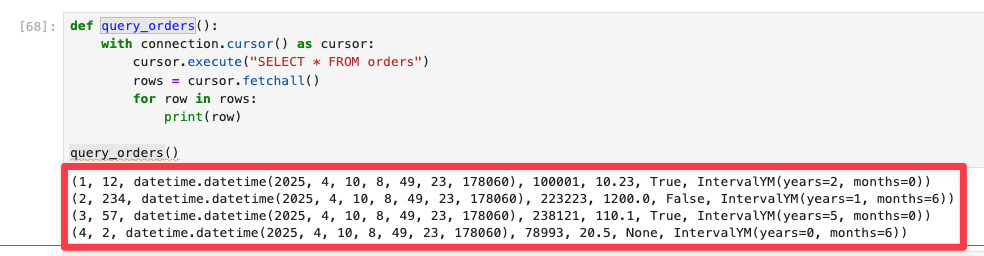 [68]: def query_orders():
    with connection.cursor() as cursor:
        cursor.execute("SELECT * FROM orders")
        rows = cursor.fetchall()
        for row in rows:
            print(row)
query_orders()
(1, 12, datetime.datetime(2025, 4, 10, 8, 49, 23, 178060), 100001, 10.23, True, IntervalYM(years=2, months=0))
(2, 234, datetime.datetime(2025, 4, 10, 8, 49, 23, 178060), 223223, 1200.0, False, IntervalYM(years=1, months=6))
(3, 57, datetime.datetime(2025, 4, 10, 8, 49, 23, 178060), 238121, 110.1, True, IntervalYM(years=5, months=0))
(4, 2, datetime.datetime(2025, 4, 10, 8, 49, 23, 178060), 78993, 20.5, None, IntervalYM(years=0, months=6))